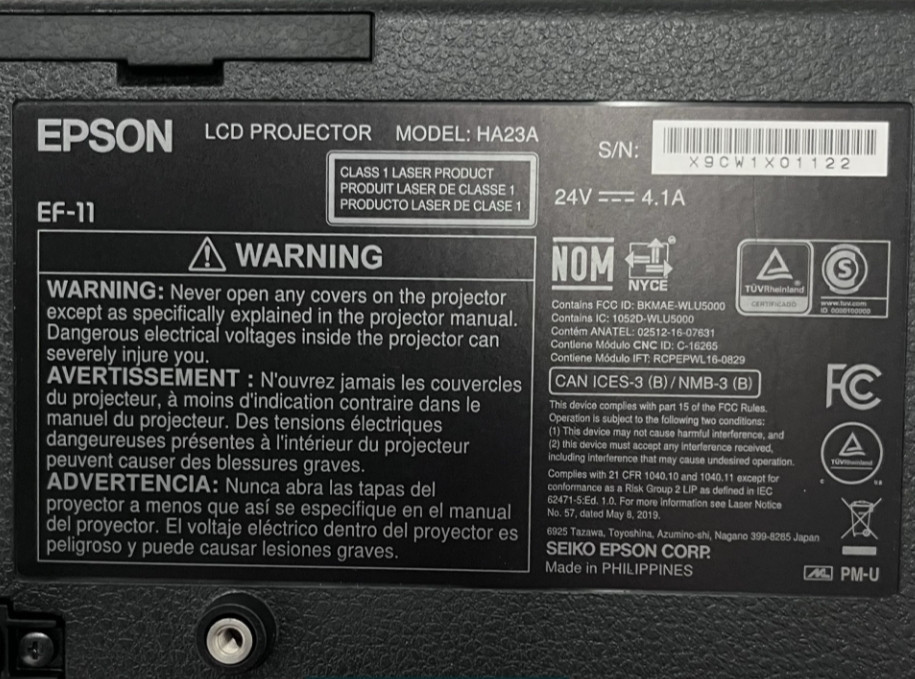 EPSON LCD PROJECTOR MODEL: HA23A
S/N: X9CW1X01122
CLASS 1 LASER PRODUCT
PRODUIT LASER DE CLASSE 1
PRODUCTO LASER DE CLASE 1
EF-11
24V 4.1A
WARNING
WARNING: Never open any covers on the projector
except as specifically explained in the projector manual.
Dangerous electrical voltages inside the projector can
severely injure you.
AVERTISSEMENT : N'ouvrez jamais les couvercles
du projecteur, à moins d'indication contraire dans le
manuel du projecteur. Des tensions électriques
dangeureuses présentes à l'intérieur du projecteur
peuvent causer des blessures graves.
ADVERTENCIA: Nunca abra las tapas del
proyector a menos que así se especifique en el manual
del proyector. El voltaje eléctrico dentro del proyector es
peligroso y puede causar lesiones graves.
NOM
NYCE
TÜVRheinland
CERTIFICADO
S
www.tuv.com
ID 0000100000
Contains FCC ID: BKMAE-WLU5000
Contains IC: 1052D-WLU5000
Contém ANATEL: 02512-16-07631
Contiene Módulo CNC ID: C-16265
Contiene Módulo IFT: RCPEPWL16-0829
CAN ICES-3 (B) / NMB-3 (B)
FC
This device complies with part 15 of the FCC Rules.
Operation is subject to the following two conditions:
(1) This device may not cause harmful interference, and
(2) this device must accept any interference received,
including interference that may cause undesired operation.
TÜVRheinland
Complies with 21 CFR 1040.10 and 1040.11 except for
conformance as a Risk Group 2 LIP as defined in IEC
62471-5:Ed. 1.0. For more information see Laser Notice
No. 57, dated May 8, 2019.
6925 Tazawa, Toyoshina, Azumino-shi, Nagano 399-8285 Japan
SEIKO EPSON CORP.
Made in PHILIPPINES
PM-U